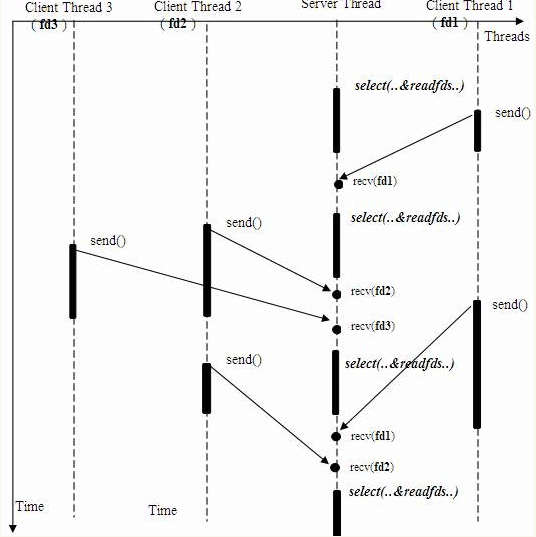 Client Thread 3
Client Thread 2
Server Thread
Client Thread 1
( fd3)
( fd2)
( fd1 )
Threads
select(..&readfds..)
send()
recv(fd1)
select(..&readfds..)
send()
send()
recv(fd2)
send()
recv(fd3)
send()
select(..&readfds..)
recv(fd1)
recv(fd2)
select(..&readfds..)
Time
Time